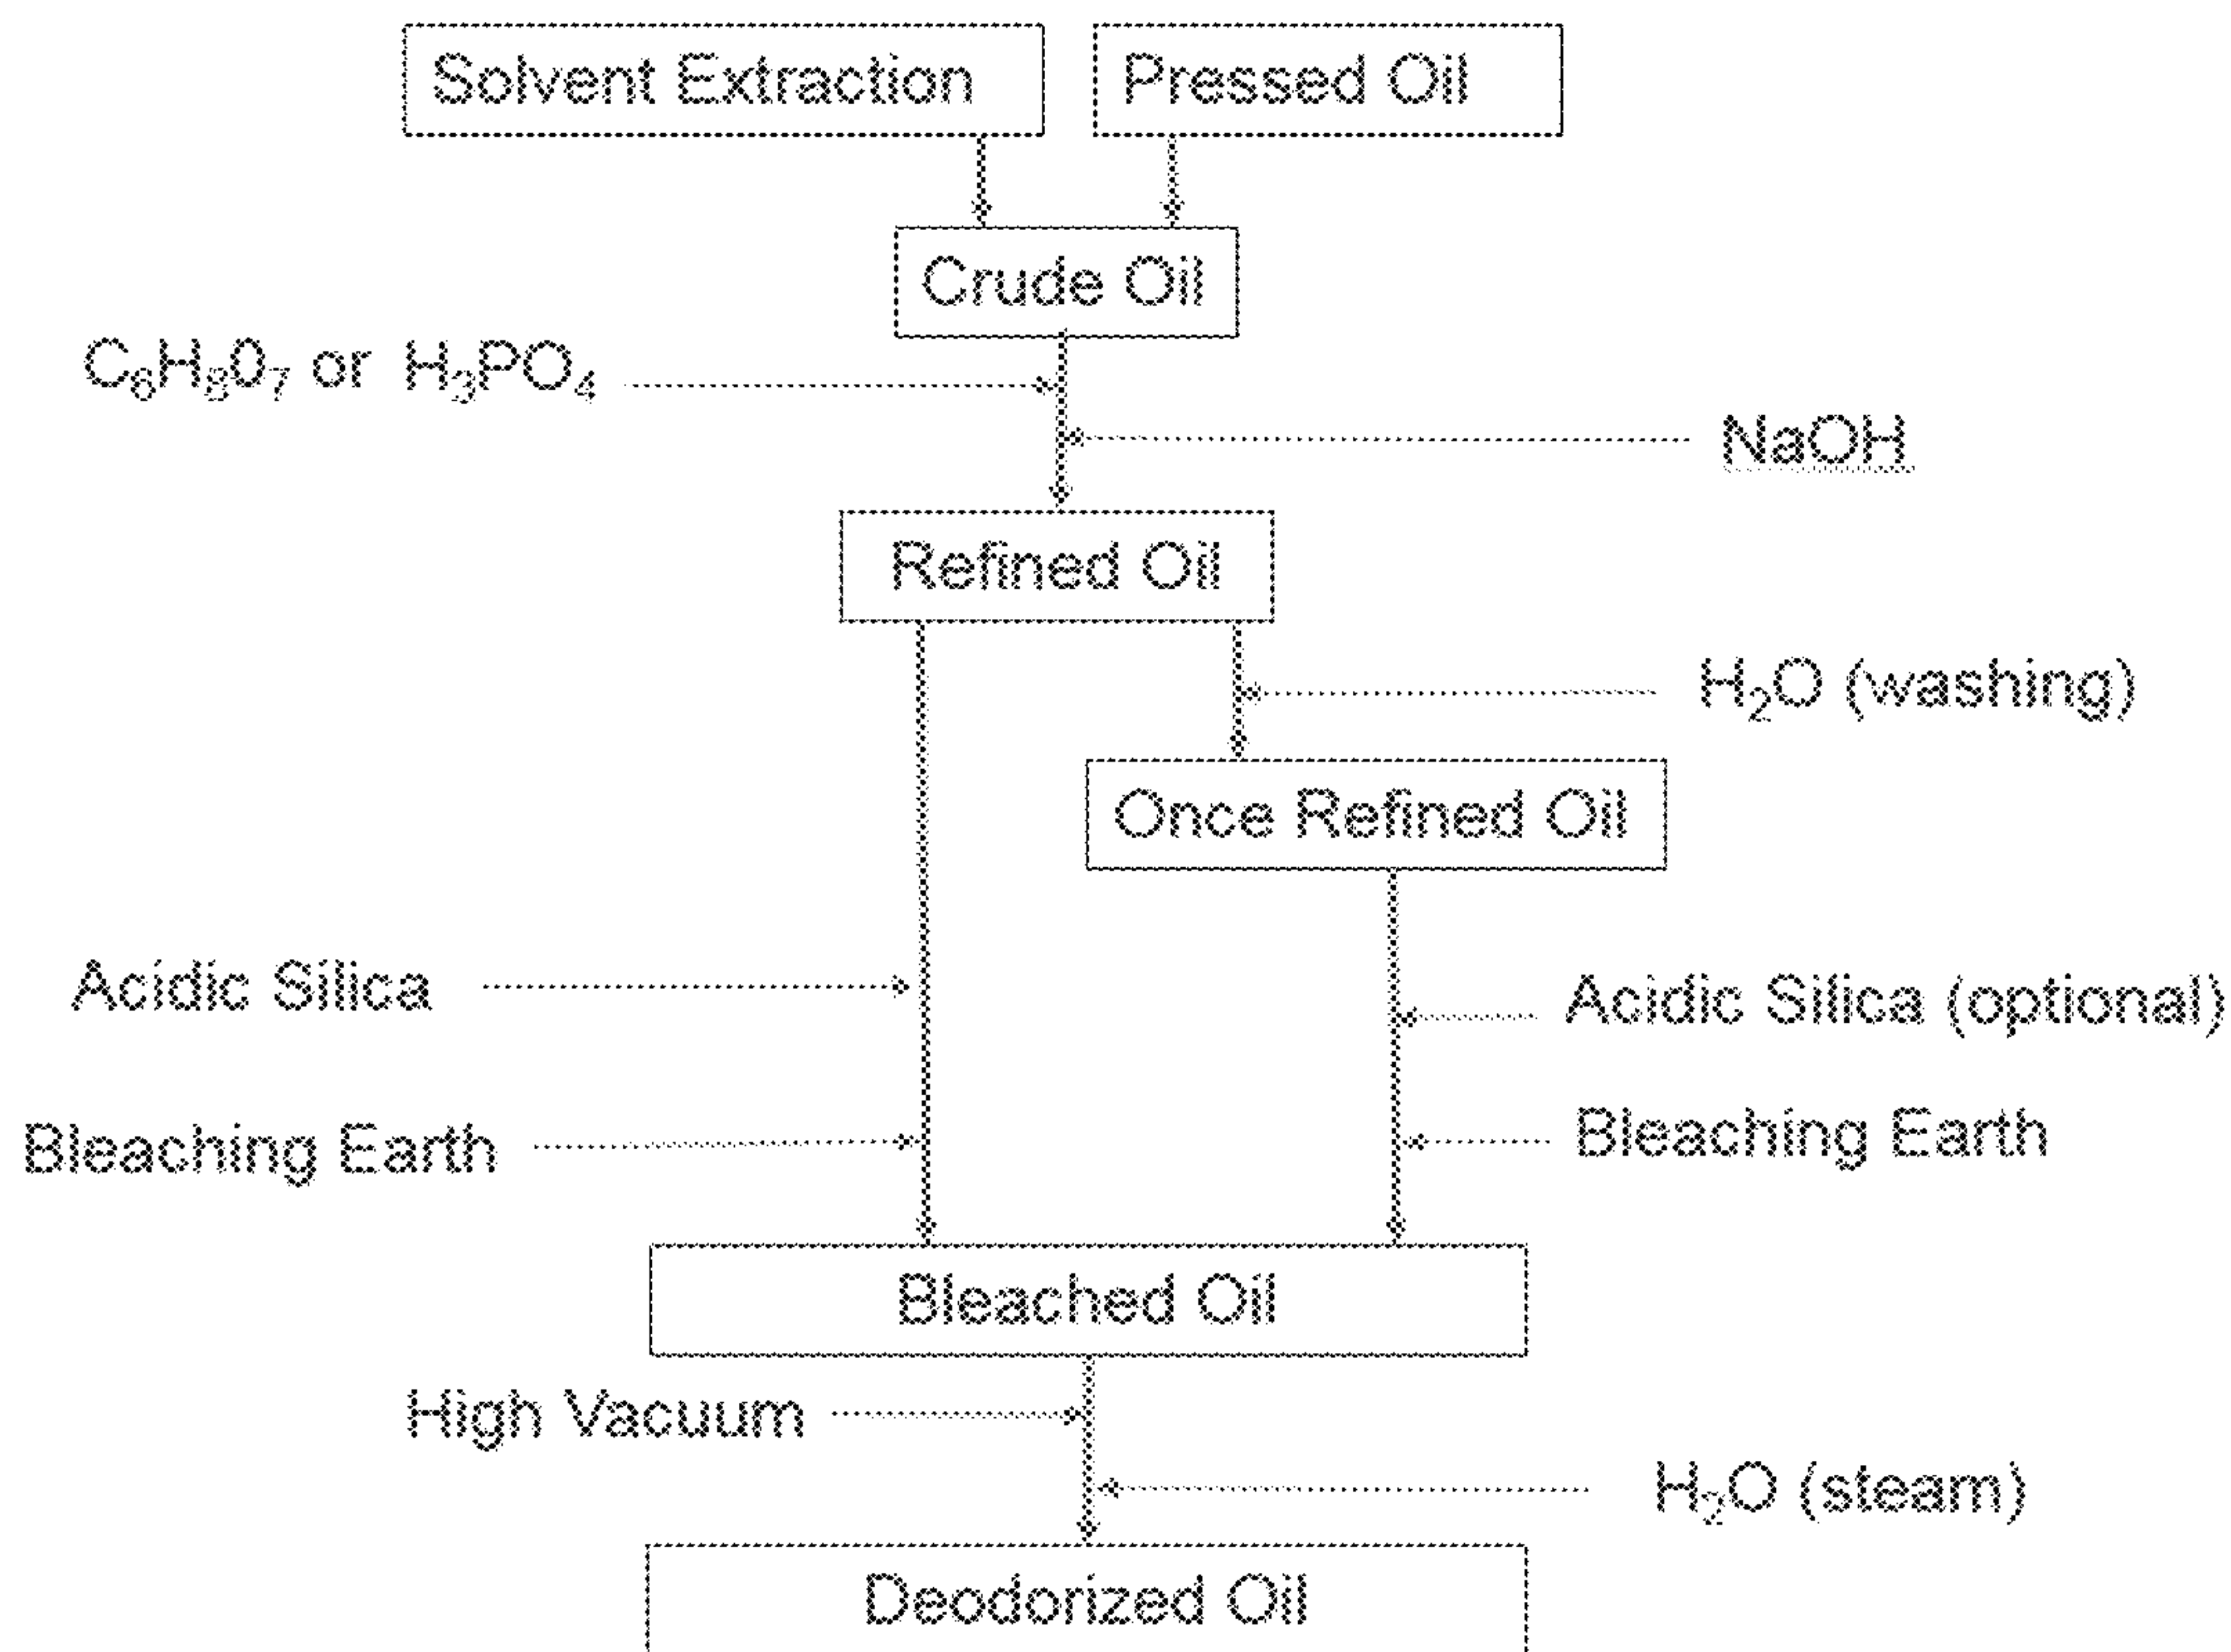 Solvent Extraction
Pressed Oil
Crude Oil
C₆H₈0₇ or H₃PO₄
NaOH
Refined Oil
H₂O (washing)
Once Refined Oil
Acidic Silica
Acidic Silica (optional)
Bleaching Earth
Bleaching Earth
Bleached Oil
High Vacuum
H₂O (steam)
Deodorized Oil